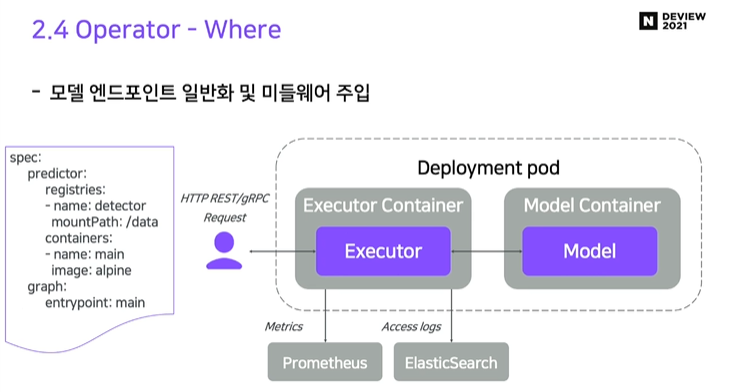 2.4 Operator - Where
N DEVIEW
2021
- 모델 엔드포인트 일반화 및 미들웨어 주입
spec:
predictor:
registries:
- name: detector
mountPath: /data
containers:
- name: main
image: alpine
graph:
entrypoint: main
HTTP REST/gRPC
Request
Deployment pod
Executor Container
Executor
Model Container
Model
Metrics
Access logs
Prometheus
ElasticSearch